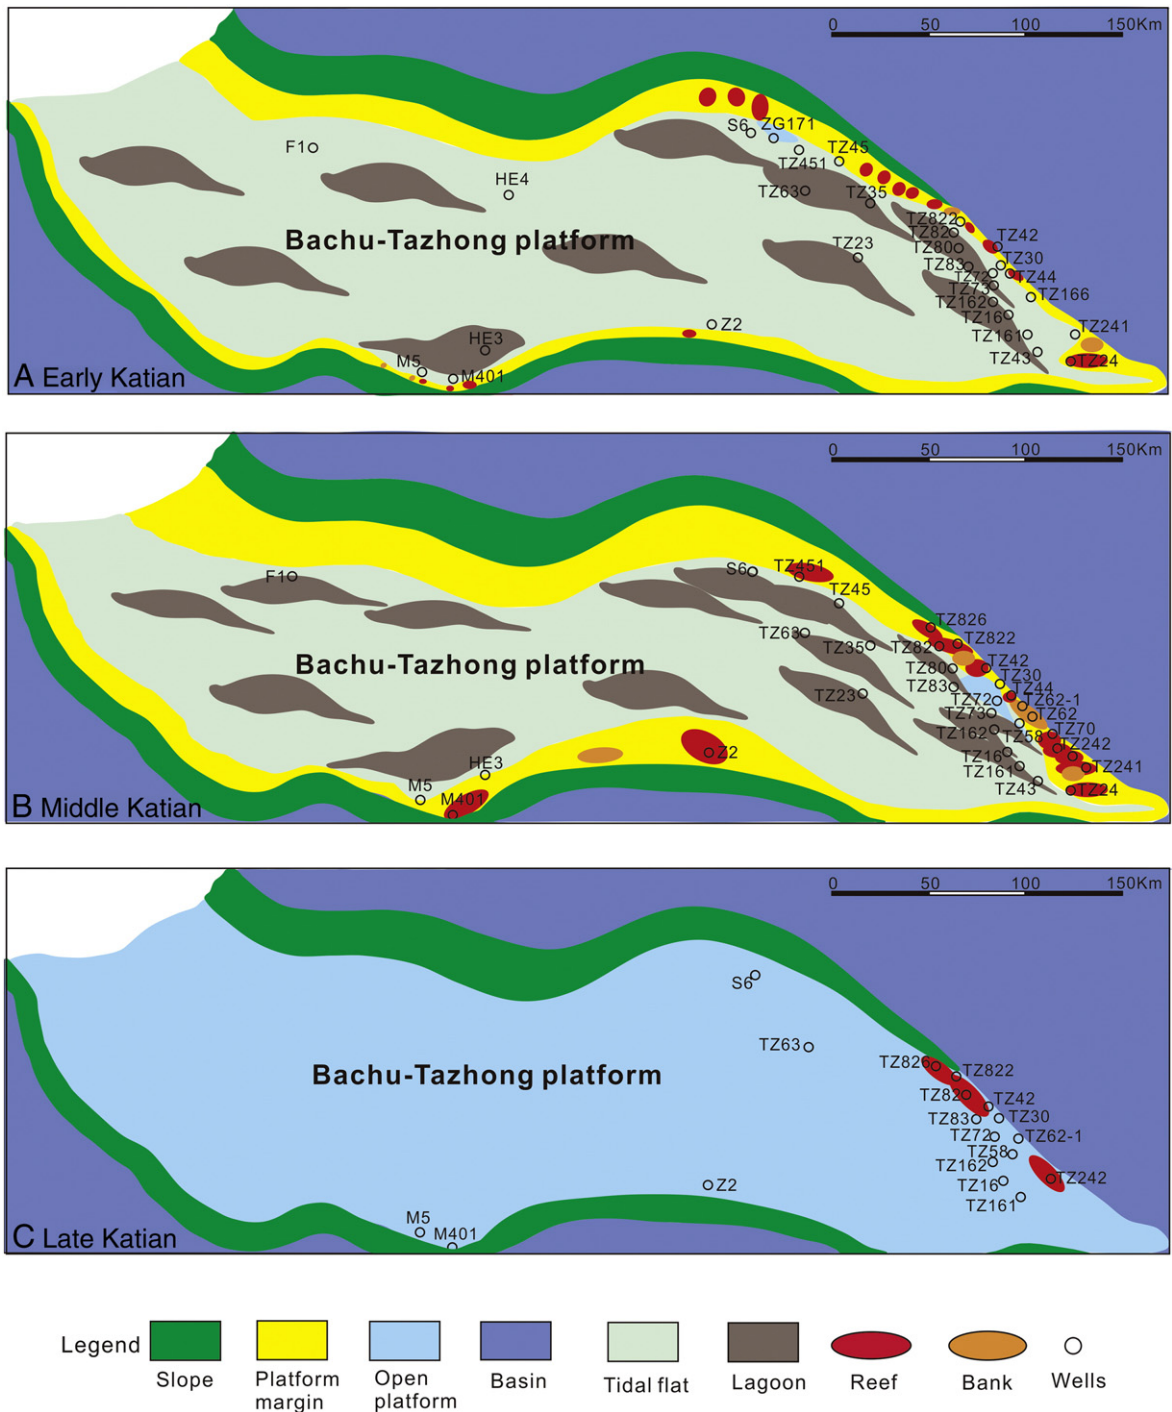 0 50 100 150Km
S6 ZG171
F1
TZ451
TZ45
HE4
TZ63
TZ35
TZ822
TZ82
TZ42
Bachu-Tazhong platform
TZ23
TZ80
TZ83
TZ30
TZ72
TZ44
TZ73
TZ162
TZ166
TZ16
Z2
TZ161
TZ241
HE3
TZ43
M5
TZ24
M401
A Early Katian
0 50 100 150Km
S6
TZ451
F1
TZ45
TZ826
TZ63
TZ35
TZ82
TZ822
Bachu-Tazhong platform
TZ80
TZ42
TZ30
TZ83
TZ44
TZ23
TZ72
TZ62-1
TZ73
TZ62
TZ162
TZ58
TZ70
Z2
TZ16
TZ242
HE3
TZ161
TZ241
M5
TZ43
TZ24
M401
B Middle Katian
0 50 100 150Km
S6
TZ63
TZ826
TZ822
Bachu-Tazhong platform
TZ82
TZ42
TZ83
TZ30
TZ72
TZ62-1
TZ58
TZ162
TZ242
Z2
TZ16
TZ161
M5
M401
C Late Katian
Legend
Slope
Platform
margin
Open
platform
Basin
Tidal flat
Lagoon
Reef
Bank
Wells